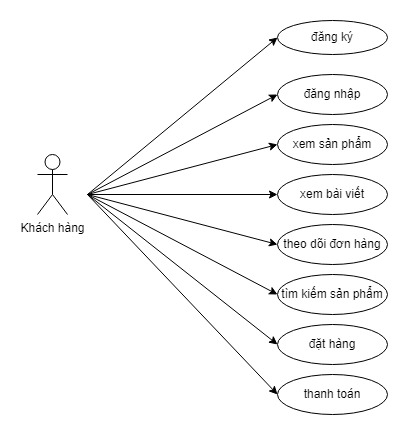 đăng ký
đăng nhập
xem sản phẩm
xem bài viết
Khách hàng
theo dõi đơn hàng
tìm kiếm sản phẩm
đặt hàng
thanh toán